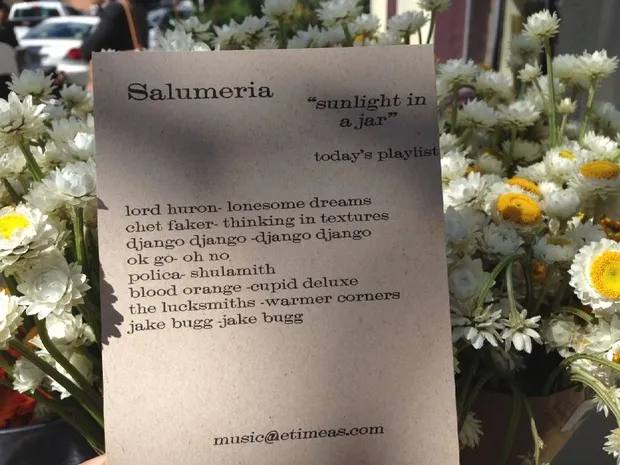 Salumeria
"sunlight in
a jar"
today's playlist
lord huron- lonesome dreams
chet faker- thinking in textures
django django -django django
ok go- oh no
polica- shulamith
blood orange -cupid deluxe
the lucksmiths -warmer corners
jake bugg -jake bugg
music@netimeas.com